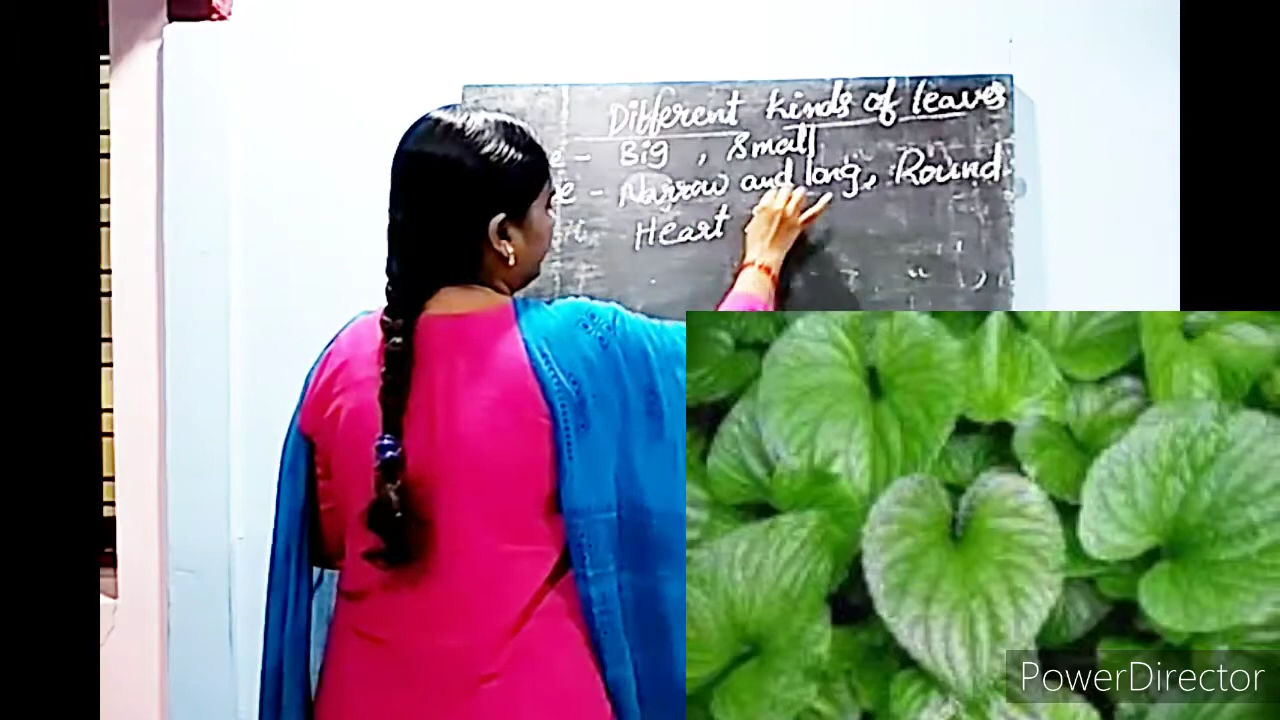 Different kinds of leaves
e - Big, Small
e - Narrow and long, Round
Heart
PowerDirector